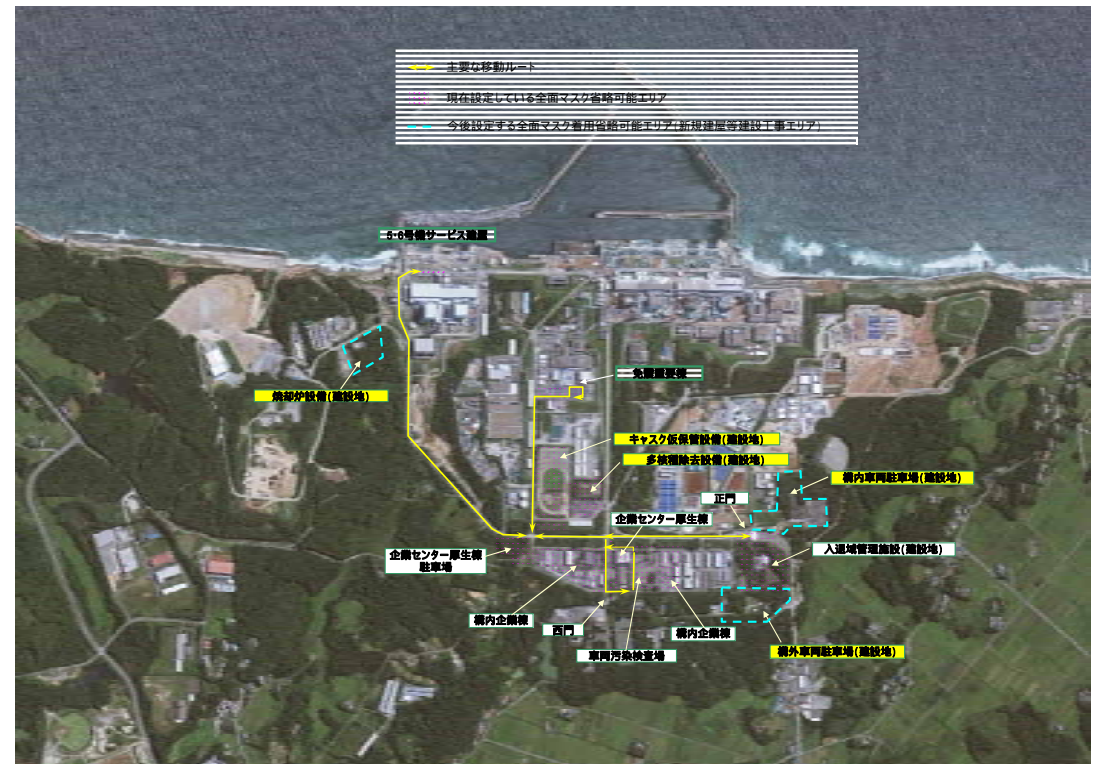 主要な移動ルート
現在設定している全面マスク省略可能エリア
今後設定する全面マスク着用省略可能エリア(新規建屋等建設工事エリア)
5・6号機サービス建屋
焼却炉設備(建設地)
免震重要棟
キャスク仮保管設備(建設地)
多核種除去設備(建設地)
構内車両駐車場(建設地)
正門
企業センター厚生棟
企業センター厚生棟
駐車場
入退域管理施設(建設地)
構内企業棟
西門
構内企業棟
車両汚染検査場
構外車両駐車場(建設地)